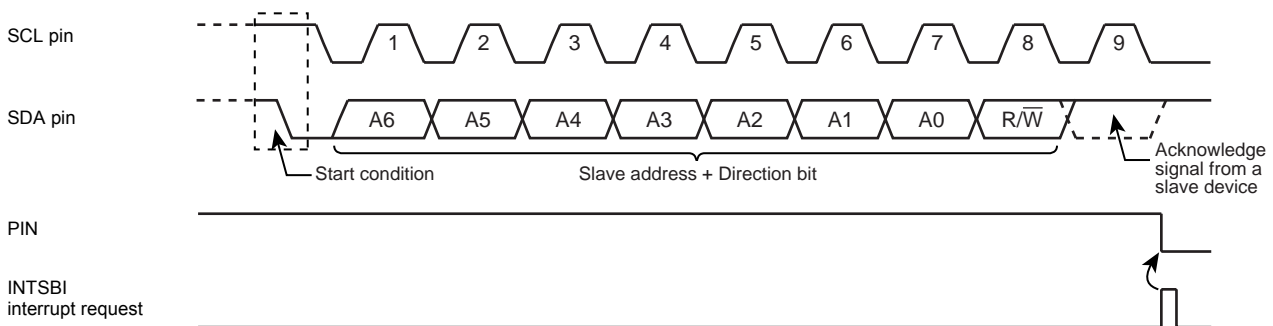 SCL pin
1 2 3 4 5 6 7 8 9
SDA pin
A6 A5 A4 A3 A2 A1 A0 R/W̅
Start condition
Slave address + Direction bit
Acknowledge
signal from a
slave device
PIN
INTSBI
interrupt request